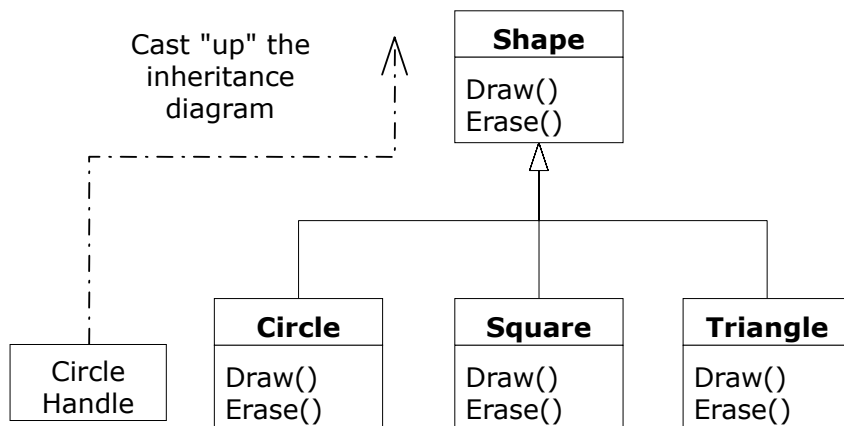 Cast "up" the
inheritance
diagram
Shape
Draw()
Erase()
Circle
Handle
Circle
Draw()
Erase()
Square
Draw()
Erase()
Triangle
Draw()
Erase()